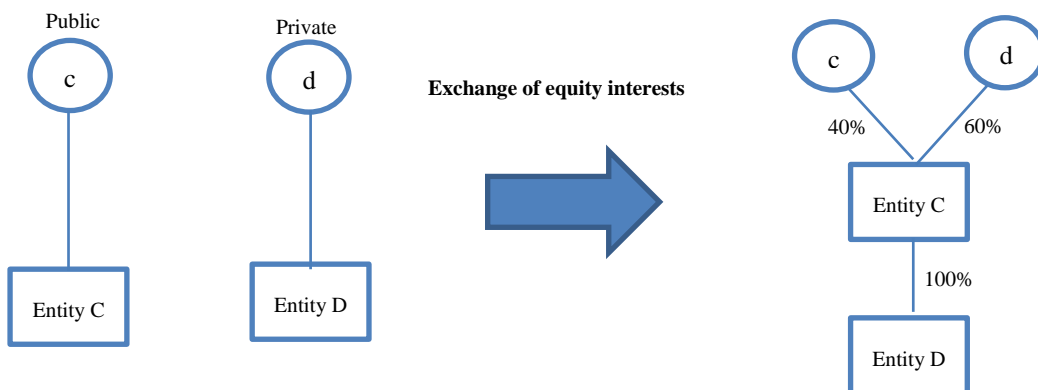 Public
Private
c
d
Entity C
Entity D
Exchange of equity interests
c
d
40%
60%
Entity C
100%
Entity D